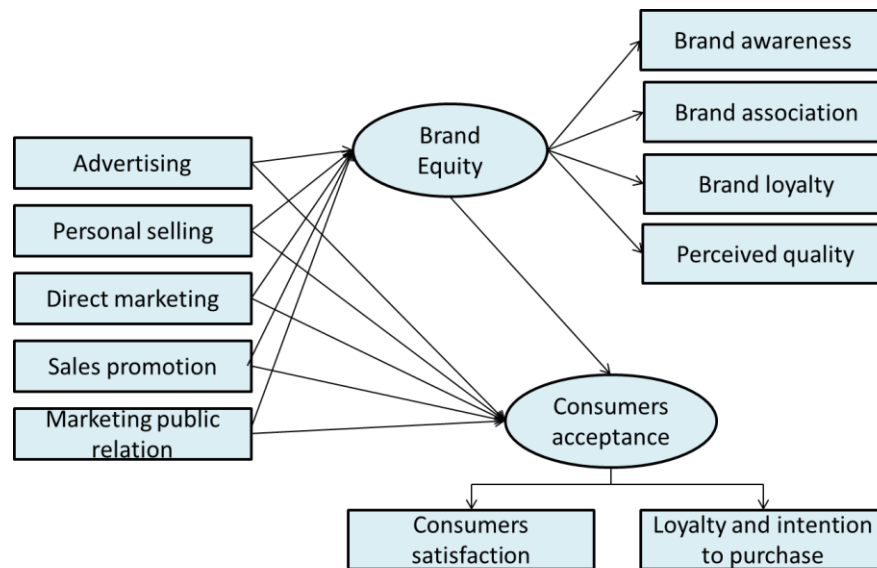 Advertising
Personal selling
Direct marketing
Sales promotion
Marketing public
relation
Brand
Equity
Brand awareness
Brand association
Brand loyalty
Perceived quality
Consumers
acceptance
Consumers
satisfaction
Loyalty and intention
to purchase